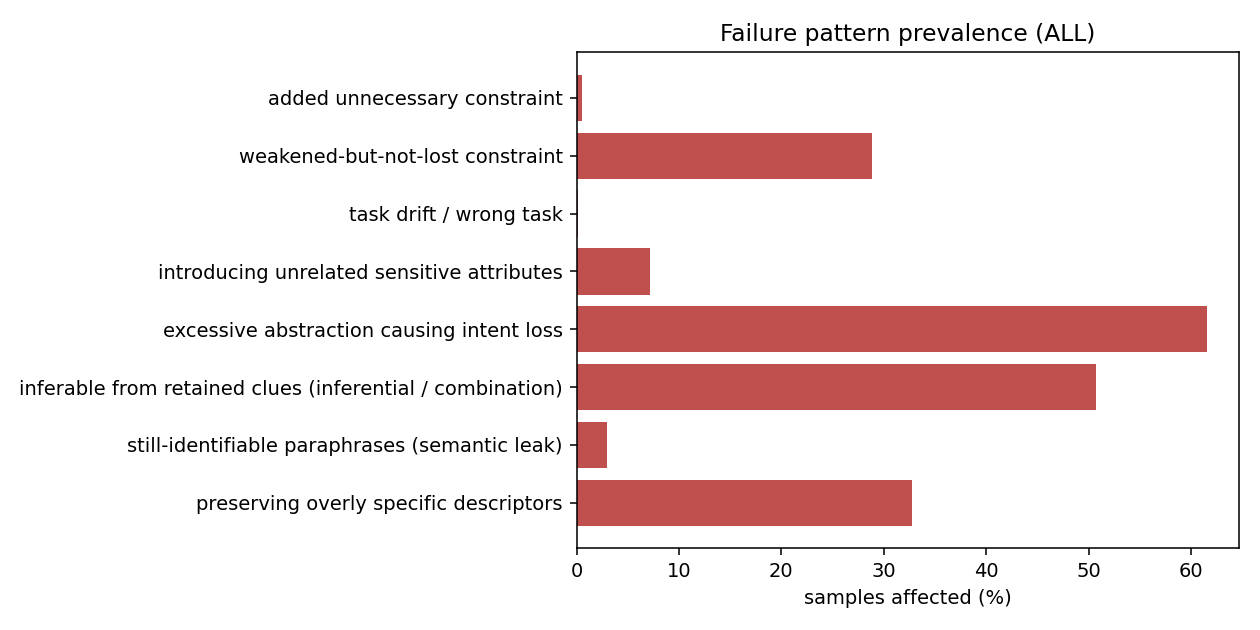 Failure pattern prevalence (ALL)
added unnecessary constraint
weakened-but-not-lost constraint
task drift / wrong task
introducing unrelated sensitive attributes
excessive abstraction causing intent loss
inferable from retained clues (inferential / combination)
still-identifiable paraphrases (semantic leak)
preserving overly specific descriptors
0 10 20 30 40 50 60
samples affected (%)